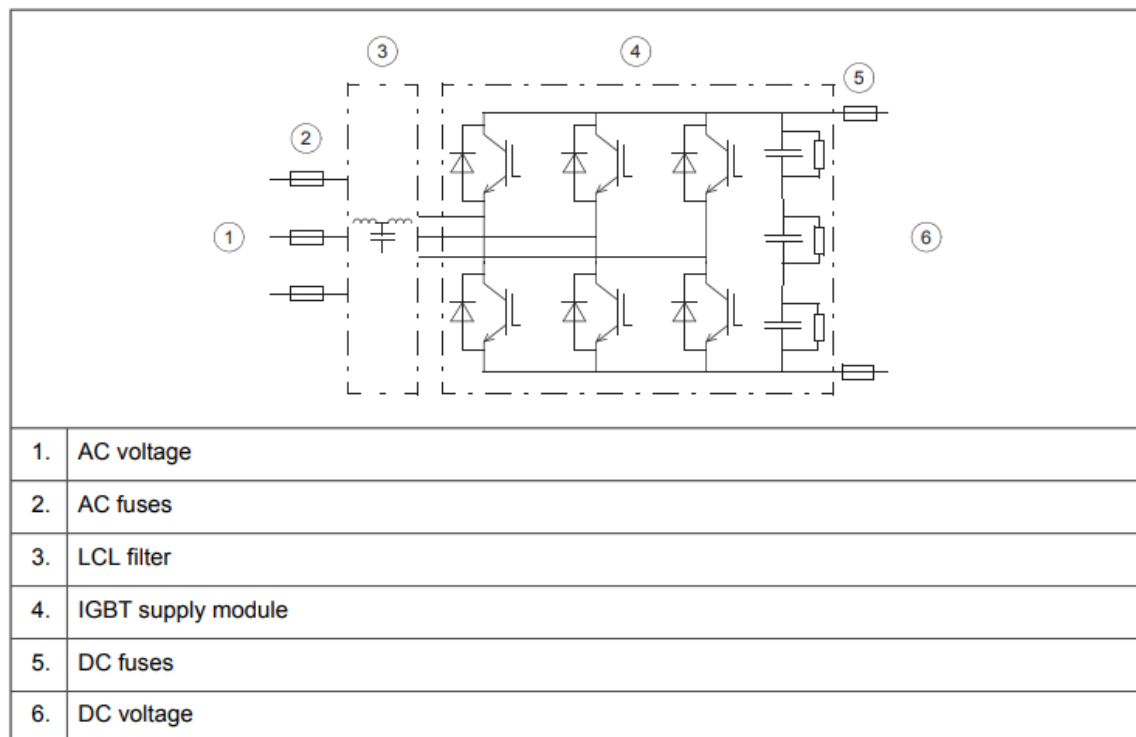 3
4
5
2
1
6
1. AC voltage
2. AC fuses
3. LCL filter
4. IGBT supply module
5. DC fuses
6. DC voltage